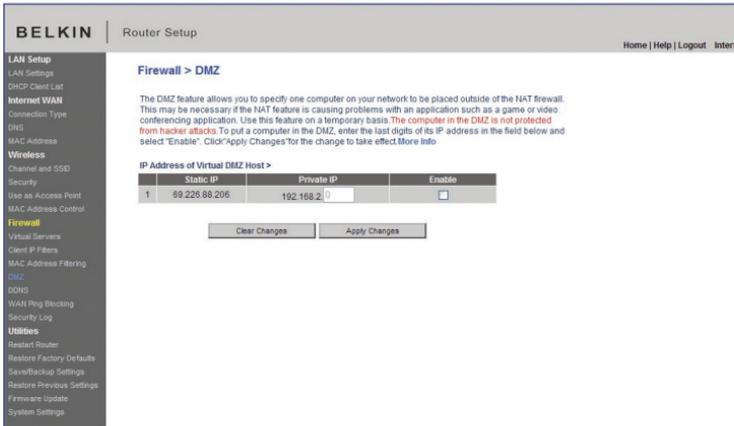 BELKIN
Router Setup
Home | Help | Logout Inter
LAN Setup
LAN Settings
DHCP Client List
Internet WAN
Connection Type
DNS
MAC Address
Wireless
Channel and SSID
Security
Use as Access Point
MAC Address Control
Firewall
Virtual Servers
Client IP Filters
MAC Address Filtering
DMZ
DDNS
WAN Ping Blocking
Security Log
Utilities
Restart Router
Restore Factory Defaults
Save/Backup Settings
Restore Previous Settings
Firmware Update
System Settings
Firewall > DMZ
The DMZ feature allows you to specify one computer on your network to be placed outside of the NAT firewall.
This may be necessary if the NAT feature is causing problems with an application such as a game or video
conferencing application. Use this feature on a temporary basis.The computer in the DMZ is not protected
from hacker attacks.To put a computer in the DMZ, enter the last digits of its IP address in the field below and
select "Enable". Click"Apply Changes"for the change to take effect.More Info
IP Address of Virtual DMZ Host >
Static IP Private IP Enable
1 69.226.88.206 192.168.2. 0
Clear Changes Apply Changes